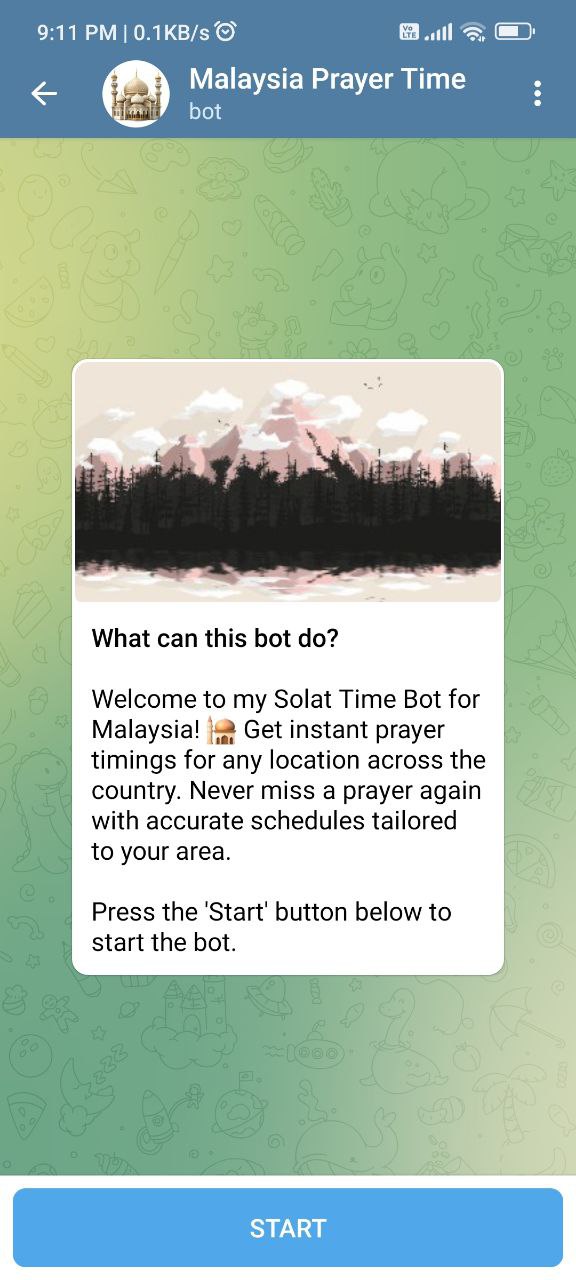 9:11 PM | 0.1KB/s
Vo
LTE
Malaysia Prayer Time
bot
What can this bot do?
Welcome to my Solat Time Bot for
Malaysia! 🕌 Get instant prayer
timings for any location across the
country. Never miss a prayer again
with accurate schedules tailored
to your area.
Press the 'Start' button below to
start the bot.
START